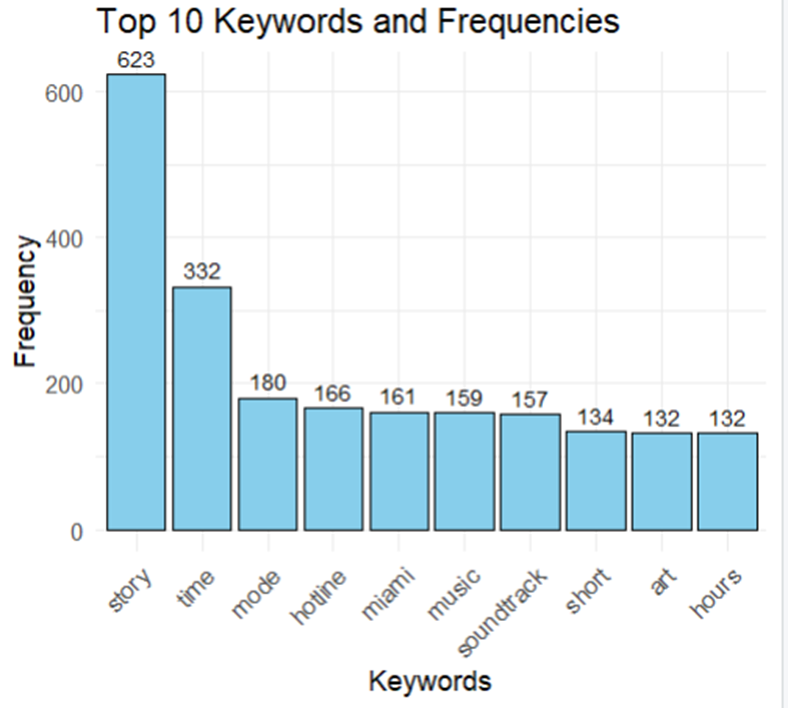 Top 10 Keywords and Frequencies
623
332
180
166
161
159
157
134
132
132
600
400
200
0
Frequency
story
time
mode
hotline
miami
music
soundtrack
short
art
hours
Keywords